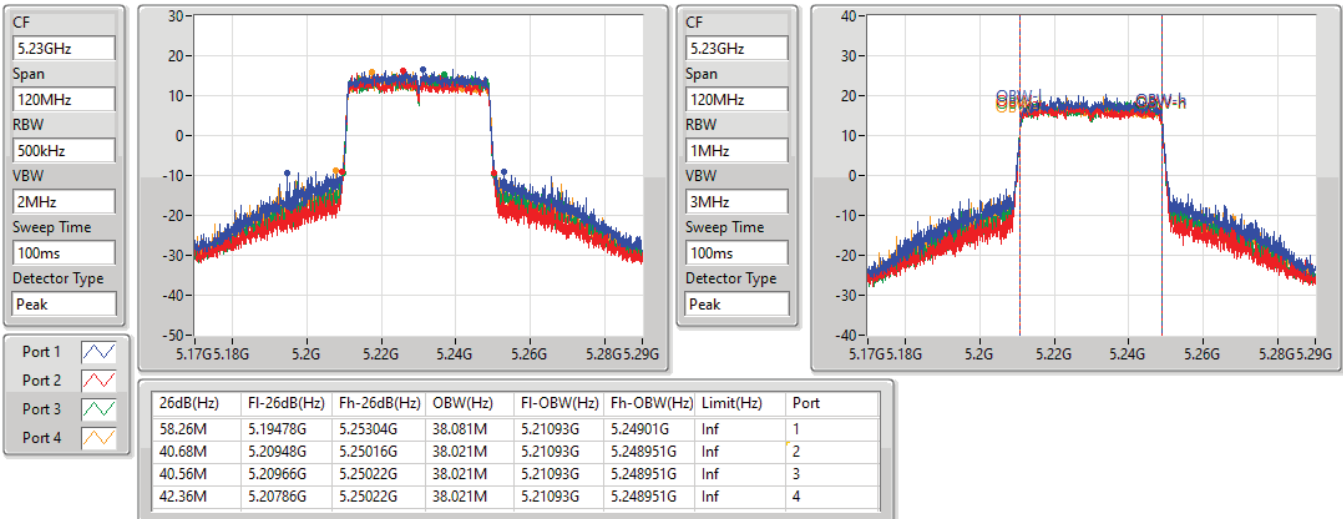 CF
5.23GHz
Span
120MHz
RBW
500kHz
VBW
2MHz
Sweep Time
100ms
Detector Type
Peak
30
20
10
0
-10
-20
-30
-40
-50
5.17G 5.18G 5.2G 5.22G 5.24G 5.26G 5.28G 5.29G
CF
5.23GHz
Span
120MHz
RBW
1MHz
VBW
3MHz
Sweep Time
100ms
Detector Type
Peak
40
30
20
10
0
-10
-20
-30
-40
OBW-l OBW-h
5.17G 5.18G 5.2G 5.22G 5.24G 5.26G 5.28G 5.29G
Port 1
Port 2
Port 3
Port 4
26dB(Hz) Fl-26dB(Hz) Fh-26dB(Hz) OBW(Hz) Fl-OBW(Hz) Fh-OBW(Hz) Limit(Hz) Port
58.26M 5.19478G 5.25304G 38.081M 5.21093G 5.24901G Inf 1
40.68M 5.20948G 5.25016G 38.021M 5.21093G 5.248951G Inf 2
40.56M 5.20966G 5.25022G 38.021M 5.21093G 5.248951G Inf 3
42.36M 5.20786G 5.25022G 38.021M 5.21093G 5.248951G Inf 4